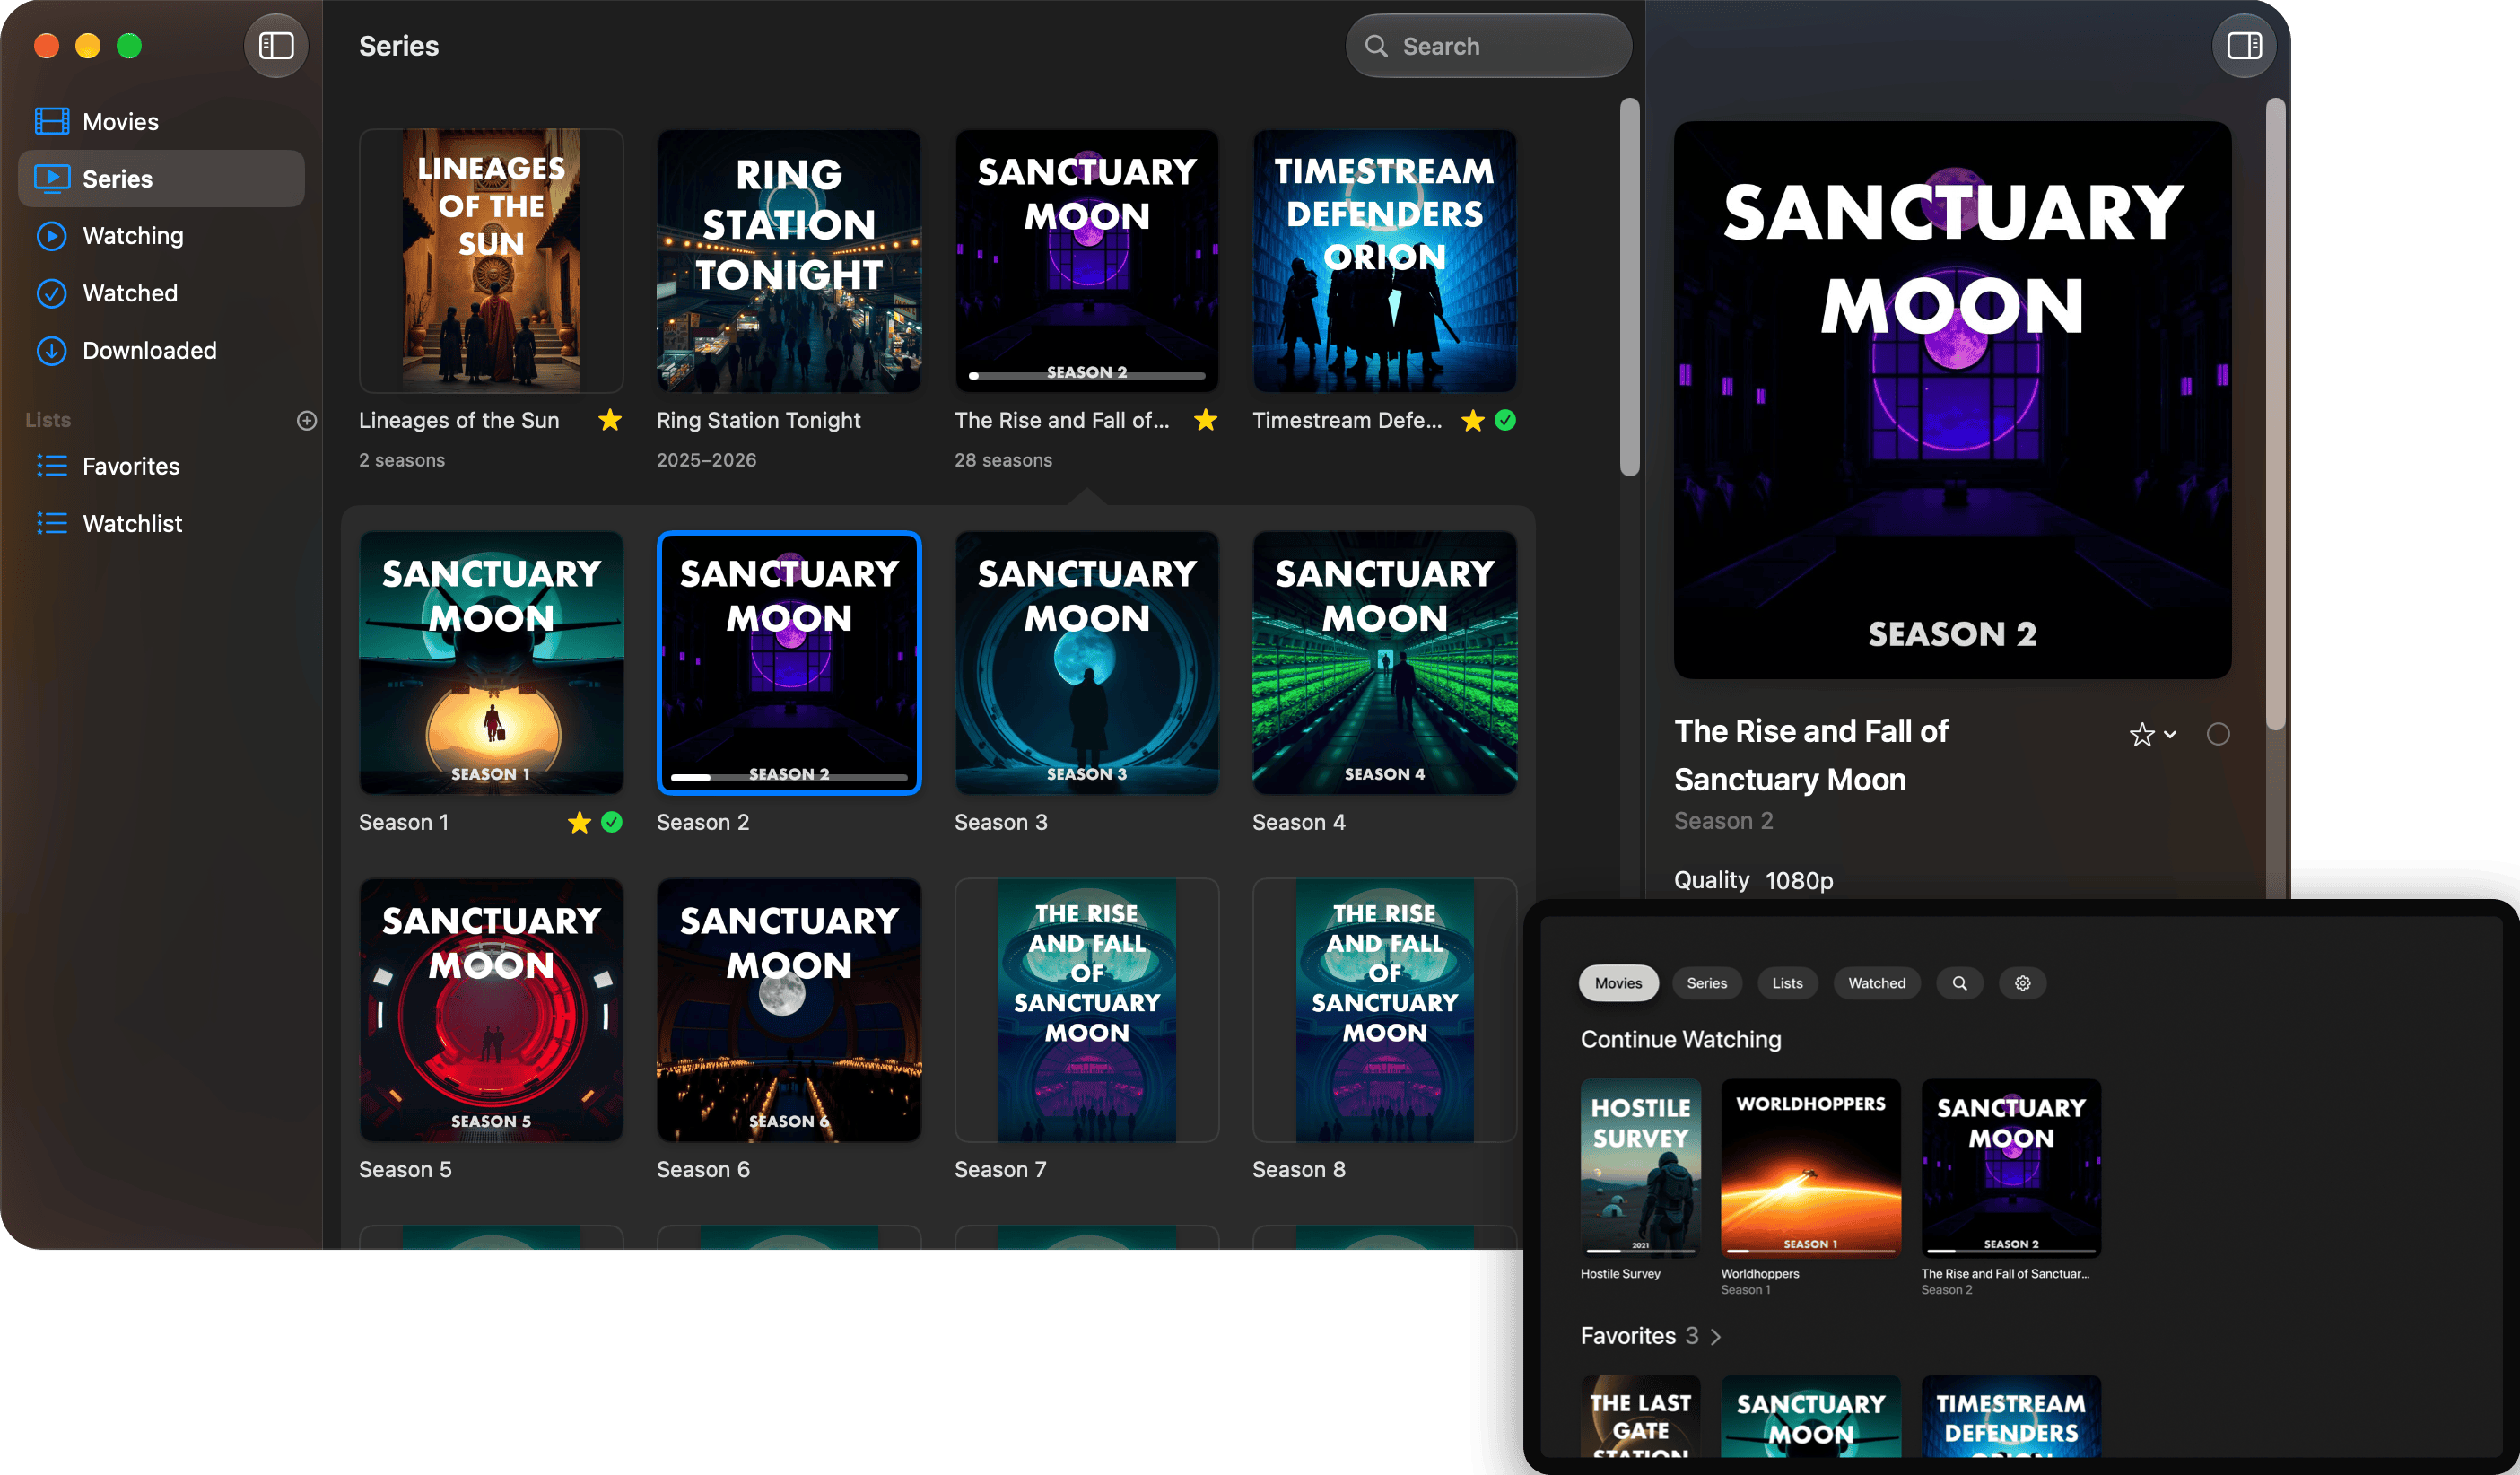 Series
Search
Movies
Series
Watching
Watched
Downloaded
Lists
Favorites
Watchlist
LINEAGES
OF THE
SUN
Lineages of the Sun
2 seasons
RING
STATION
TONIGHT
Ring Station Tonight
2025–2026
SANCTUARY
MOON
SEASON 2
The Rise and Fall of...
28 seasons
TIMESTREAM
DEFENDERS
ORION
Timestream Defe...
SANCTUARY
MOON
SEASON 1
Season 1
SANCTUARY
MOON
SEASON 2
Season 2
SANCTUARY
MOON
SEASON 3
Season 3
SANCTUARY
MOON
SEASON 4
Season 4
SANCTUARY
MOON
SEASON 5
Season 5
SANCTUARY
MOON
SEASON 6
Season 6
THE RISE
AND FALL
OF
SANCTUARY
MOON
Season 7
THE RISE
AND FALL
OF
SANCTUARY
MOON
Season 8
SANCTUARY
MOON
SEASON 2
The Rise and Fall of
Sanctuary Moon
Season 2
Quality 1080p
Movies
Series
Lists
Watched
Continue Watching
HOSTILE
SURVEY
2021
Hostile Survey
WORLDHOPPERS
SEASON 1
Worldhoppers
Season 1
SANCTUARY
MOON
SEASON 2
The Rise and Fall of Sanctuar...
Season 2
Favorites 3
THE LAST
GATE
STATION
SANCTUARY
MOON
TIMESTREAM
DEFENDERS
ORION